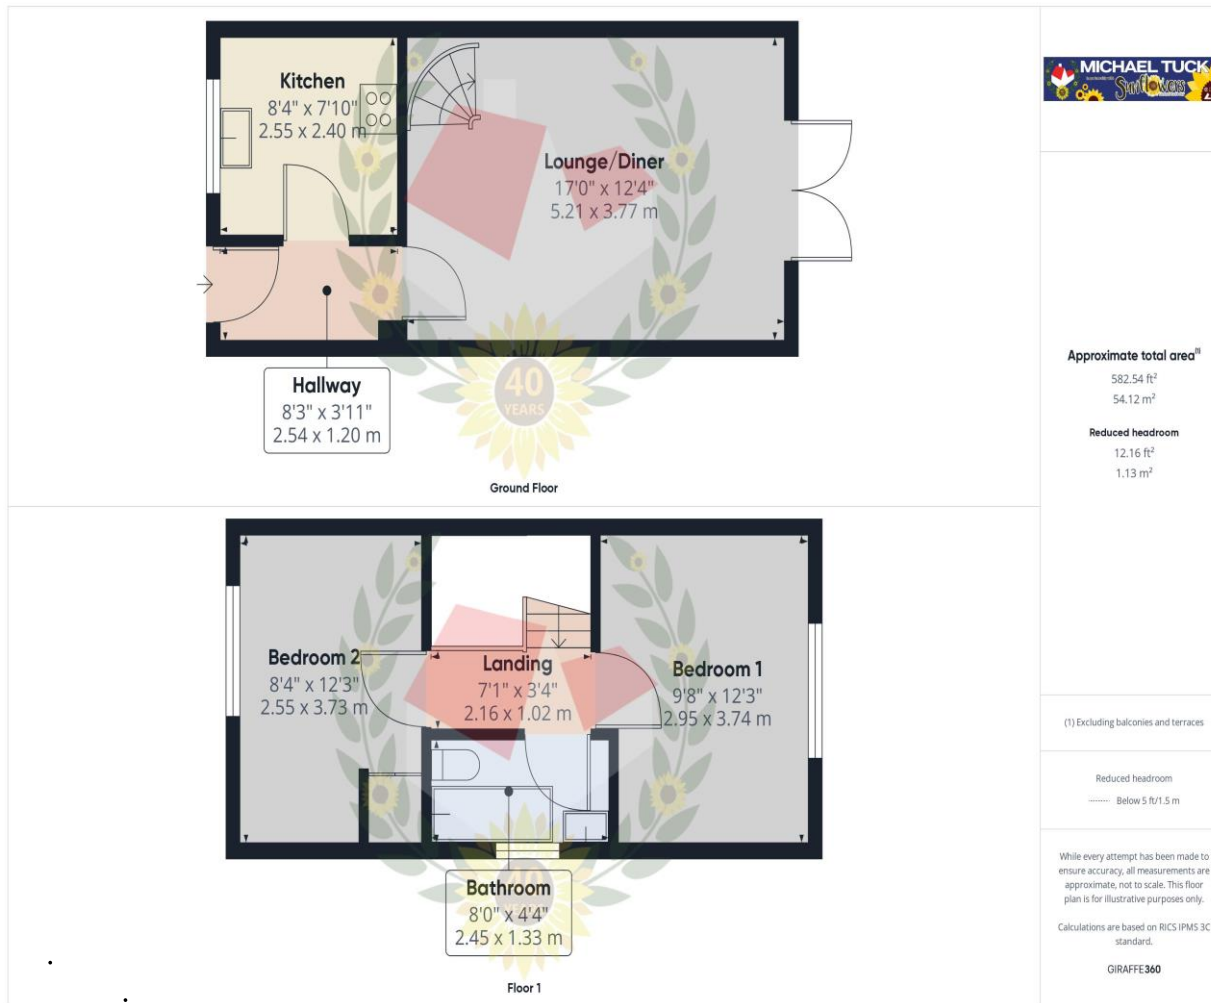 Kitchen
8'4" x 7'10"
2.55 x 2.40 m
Lounge/Diner
17'0" x 12'4"
5.21 x 3.77 m
Hallway
8'3" x 3'11"
2.54 x 1.20 m
40
YEARS
Ground Floor
Bedroom 2
8'4" x 12'3"
2.55 x 3.73 m
Landing
7'1" x 3'4"
2.16 x 1.02 m
Bedroom 1
9'8" x 12'3"
2.95 x 3.74 m
Bathroom
8'0" x 4'4"
2.45 x 1.33 m
Floor 1
MICHAEL TUCK
Sunflowers
Approximate total area(1)
582.54 ft²
54.12 m²
Reduced headroom
12.16 ft²
1.13 m²
(1) Excluding balconies and terraces
Reduced headroom
Below 5 ft/1.5 m
While every attempt has been made to
ensure accuracy, all measurements are
approximate, not to scale. This floor
plan is for illustrative purposes only.
Calculations are based on RICS IPMS 3C
standard.
GIRAFFE360